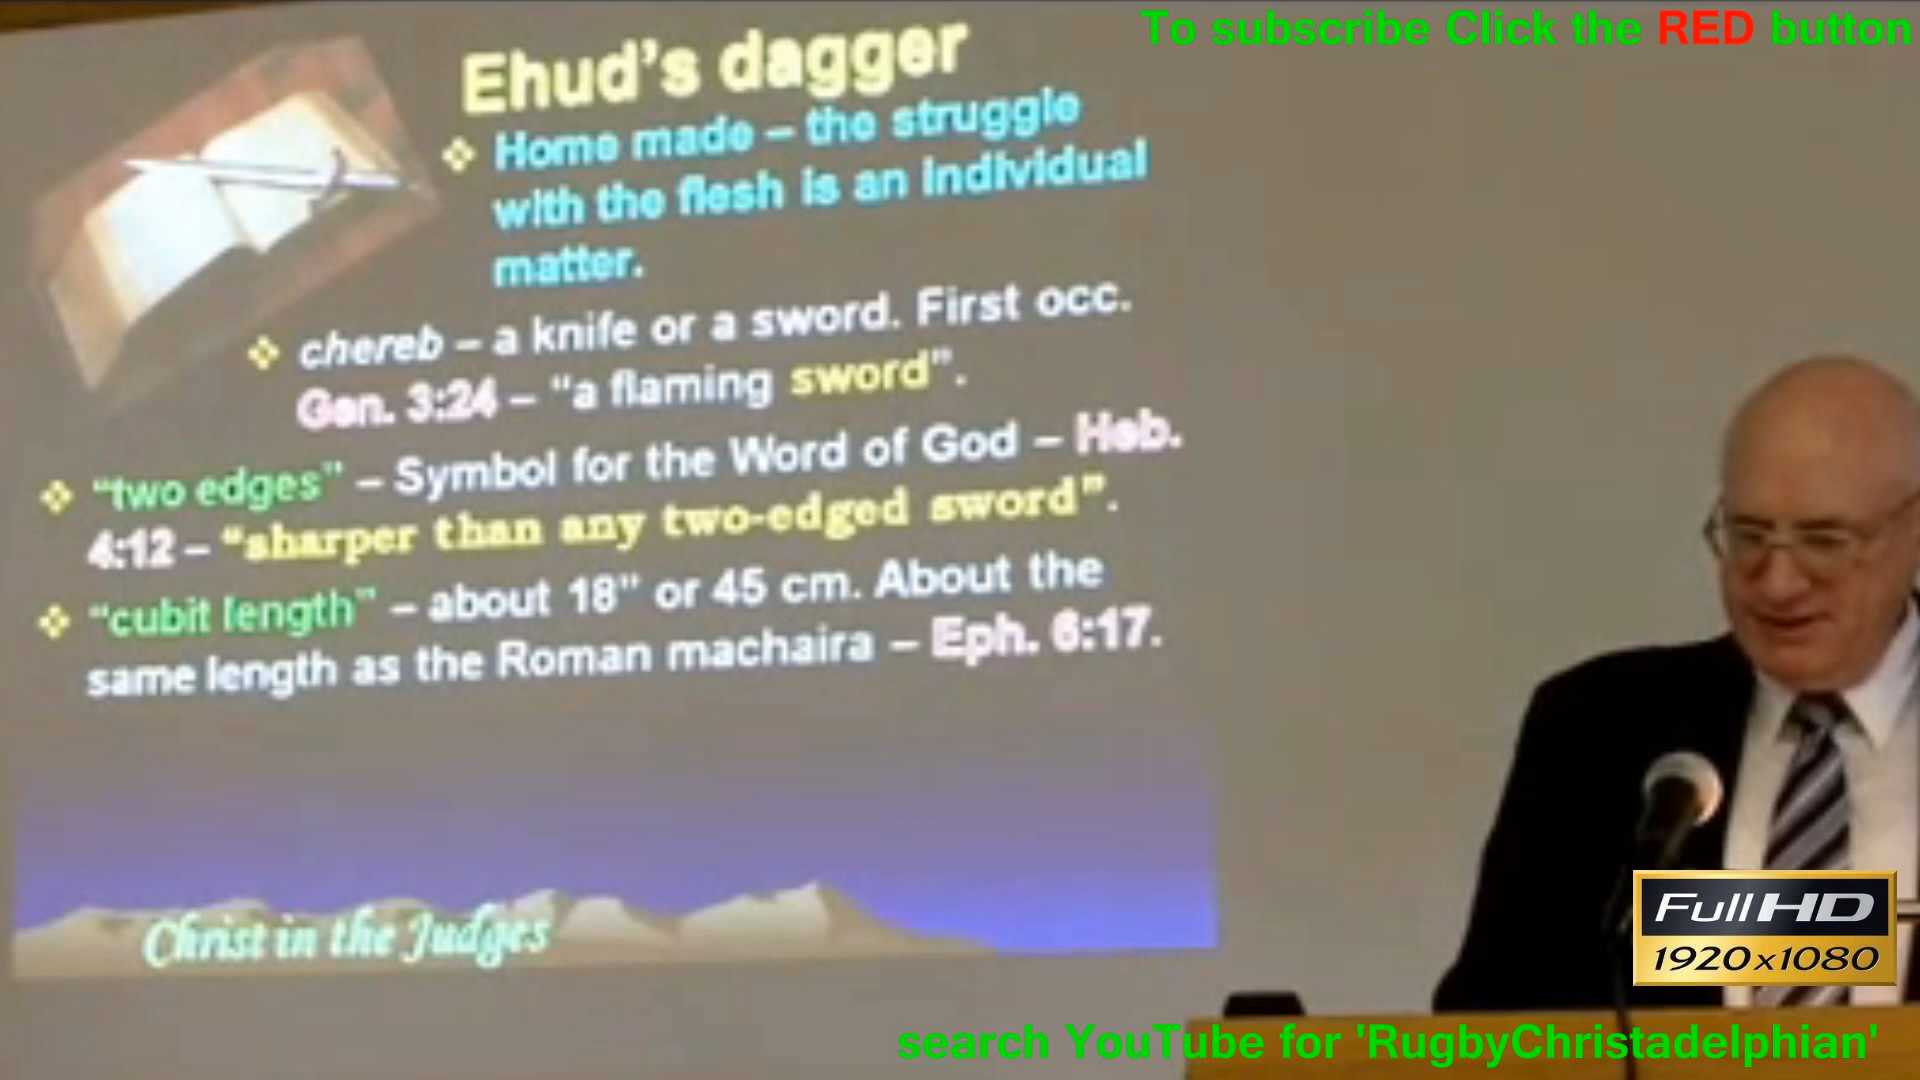 To subscribe Click the RED button
Ehud's dagger
Home made – the struggle
with the flesh is an individual
matter.
chereb – a knife or a sword. First occ.
Gen. 3:24 – “a flaming sword”.
“two edges” – Symbol for the Word of God – Heb.
4:12 – “sharper than any two-edged sword”.
“cubit length” – about 18” or 45 cm. About the
same length as the Roman machaira – Eph. 6:17.
Christ in the Judges
Full HD
1920x1080
search YouTube for 'RugbyChristadelphian'